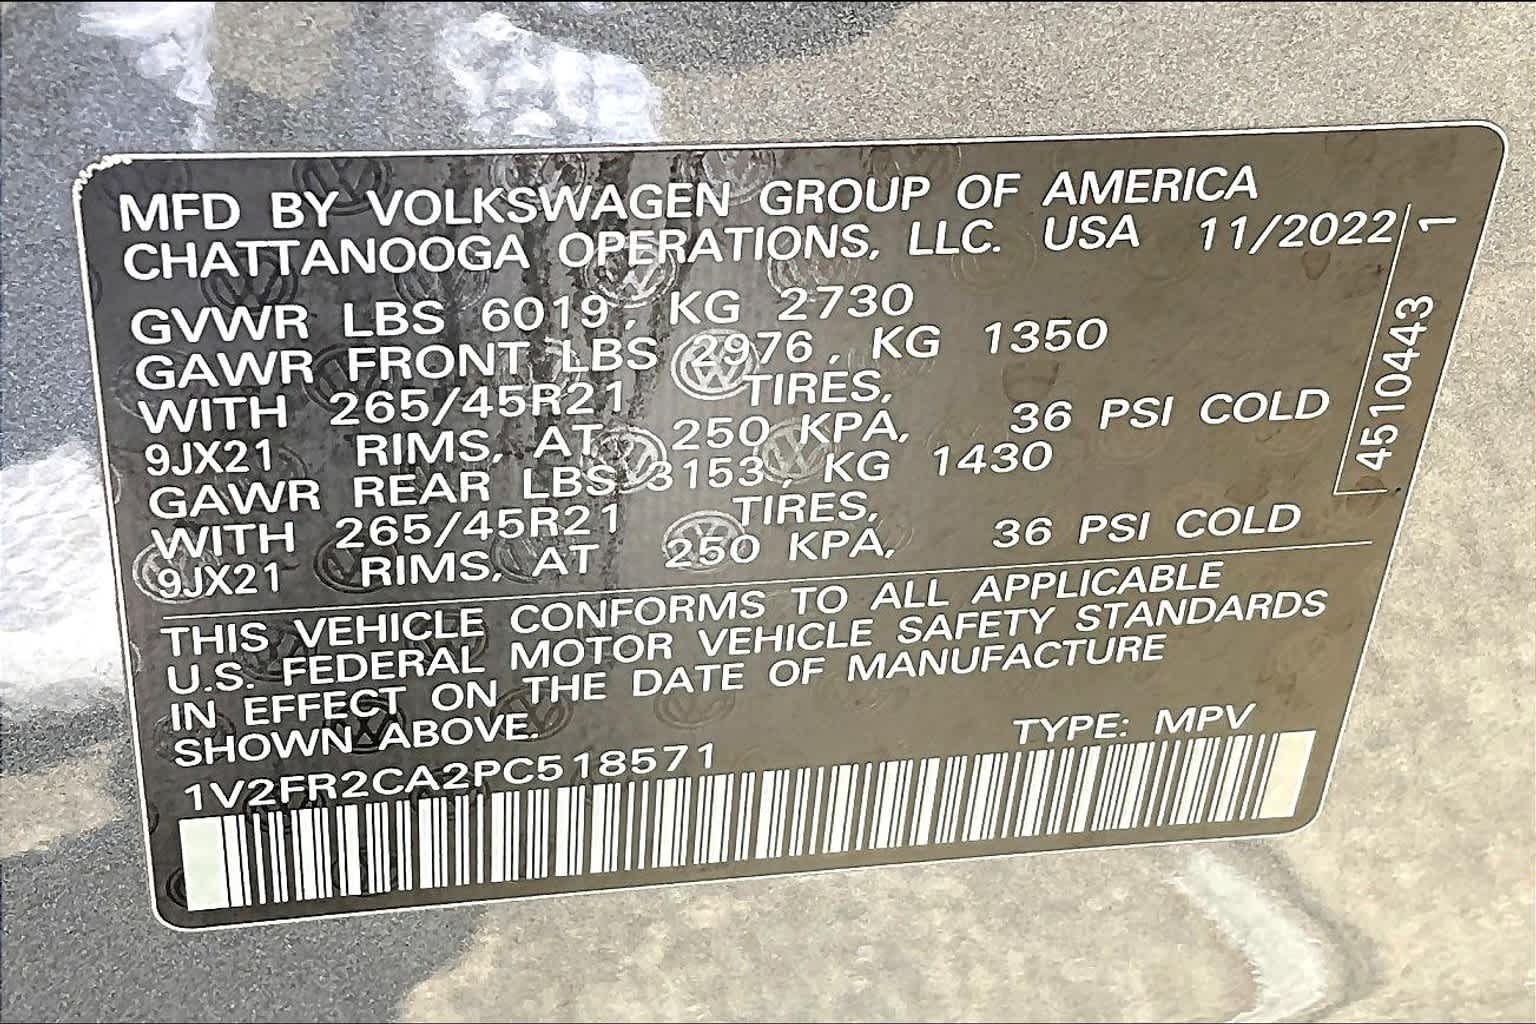 MFD BY VOLKSWAGEN GROUP OF AMERICA
CHATTANOOGA OPERATIONS, LLC. USA 11/2022
GVWR LBS 6019, KG 2730
GAWR FRONT LBS 2976, KG 1350
WITH 265/45R21 TIRES,
9JX21 RIMS, AT 250 KPA, 36 PSI COLD
GAWR REAR LBS 3153, KG 1430
WITH 265/45R21 TIRES,
9JX21 RIMS, AT 250 KPA, 36 PSI COLD
THIS VEHICLE CONFORMS TO ALL APPLICABLE
U.S. FEDERAL MOTOR VEHICLE SAFETY STANDARDS
IN EFFECT ON THE DATE OF MANUFACTURE
SHOWN ABOVE.
TYPE: MPV
1V2FR2CA2PC518571
4510443 1